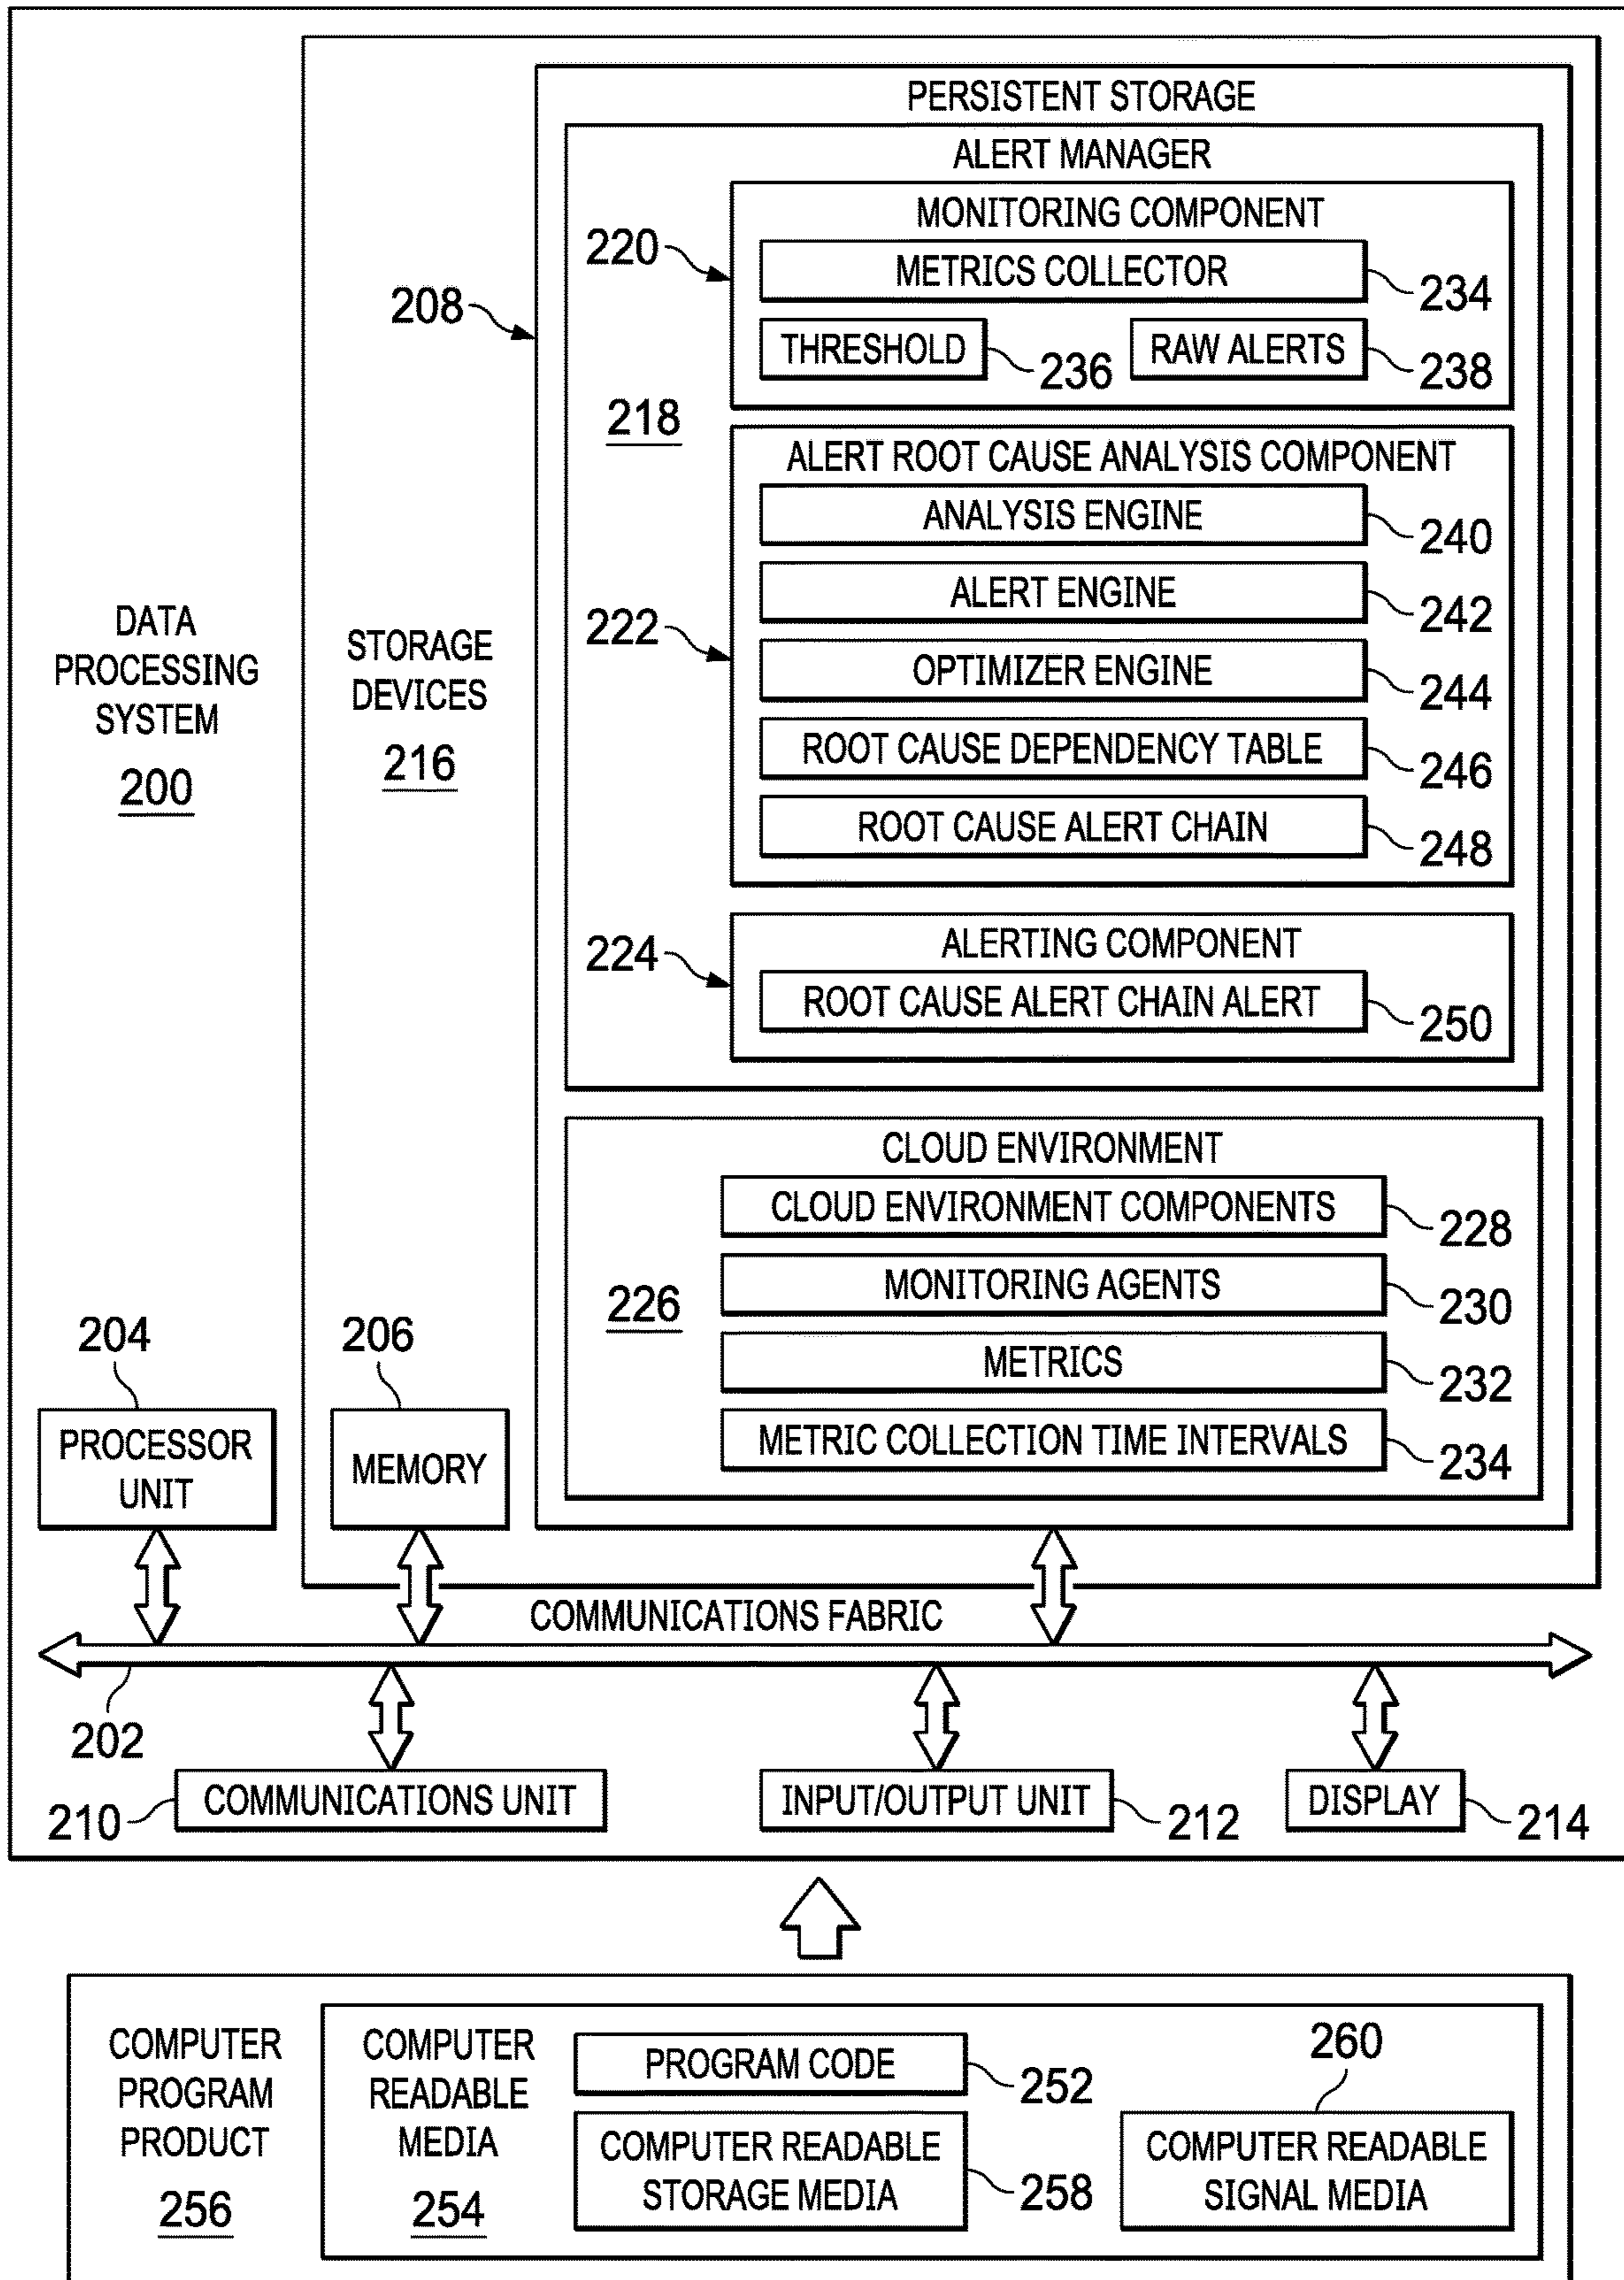 PERSISTENT STORAGE
ALERT MANAGER
MONITORING COMPONENT
220
METRICS COLLECTOR
234
208
THRESHOLD
236
RAW ALERTS
238
218
ALERT ROOT CAUSE ANALYSIS COMPONENT
ANALYSIS ENGINE
240
ALERT ENGINE
242
222
OPTIMIZER ENGINE
244
ROOT CAUSE DEPENDENCY TABLE
246
ROOT CAUSE ALERT CHAIN
248
DATA
PROCESSING
SYSTEM
200
STORAGE
DEVICES
216
224
ALERTING COMPONENT
ROOT CAUSE ALERT CHAIN ALERT
250
CLOUD ENVIRONMENT
CLOUD ENVIRONMENT COMPONENTS
228
MONITORING AGENTS
230
226
METRICS
232
METRIC COLLECTION TIME INTERVALS
234
204
PROCESSOR
UNIT
206
MEMORY
COMMUNICATIONS FABRIC
202
210
COMMUNICATIONS UNIT
INPUT/OUTPUT UNIT
212
DISPLAY
214
COMPUTER
PROGRAM
PRODUCT
256
COMPUTER
READABLE
MEDIA
254
PROGRAM CODE
252
COMPUTER READABLE
STORAGE MEDIA
258
260
COMPUTER READABLE
SIGNAL MEDIA